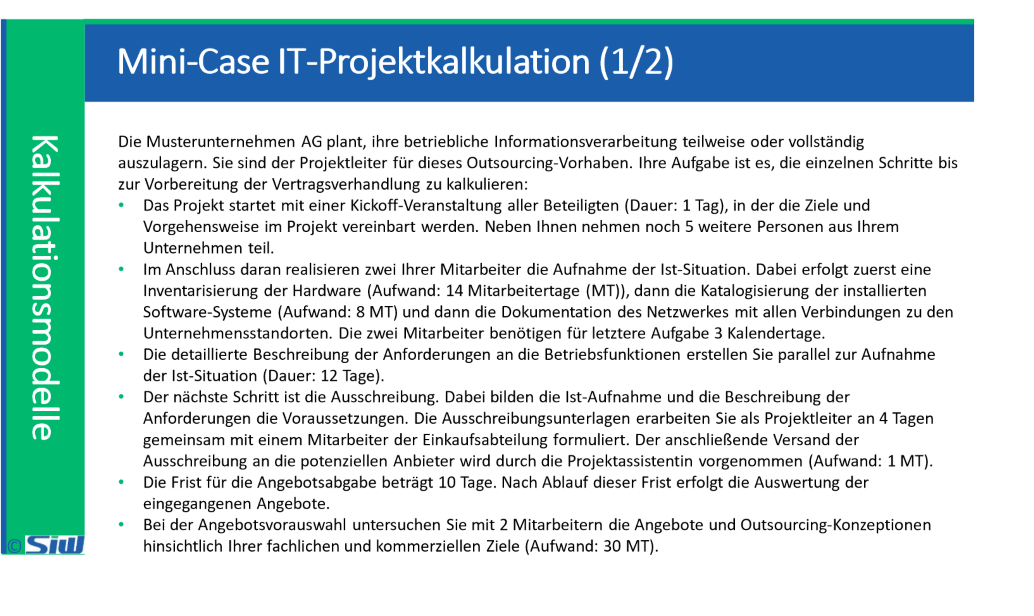 Mini-Case IT-Projektkalkulation (1/2)
Kalkulationsmodelle
Die Musterunternehmen AG plant, ihre betriebliche Informationsverarbeitung teilweise oder vollständig
auszulagern. Sie sind der Projektleiter für dieses Outsourcing-Vorhaben. Ihre Aufgabe ist es, die einzelnen Schritte bis
zur Vorbereitung der Vertragsverhandlung zu kalkulieren:
• Das Projekt startet mit einer Kickoff-Veranstaltung aller Beteiligten (Dauer: 1 Tag), in der die Ziele und
Vorgehensweise im Projekt vereinbart werden. Neben Ihnen nehmen noch 5 weitere Personen aus Ihrem
Unternehmen teil.
• Im Anschluss daran realisieren zwei Ihrer Mitarbeiter die Aufnahme der Ist-Situation. Dabei erfolgt zuerst eine
Inventarisierung der Hardware (Aufwand: 14 Mitarbeitertage (MT)), dann die Katalogisierung der installierten
Software-Systeme (Aufwand: 8 MT) und dann die Dokumentation des Netzwerkes mit allen Verbindungen zu den
Unternehmensstandorten. Die zwei Mitarbeiter benötigen für letztere Aufgabe 3 Kalendertage.
• Die detaillierte Beschreibung der Anforderungen an die Betriebsfunktionen erstellen Sie parallel zur Aufnahme
der Ist-Situation (Dauer: 12 Tage).
• Der nächste Schritt ist die Ausschreibung. Dabei bilden die Ist-Aufnahme und die Beschreibung der
Anforderungen die Voraussetzungen. Die Ausschreibungsunterlagen erarbeiten Sie als Projektleiter an 4 Tagen
gemeinsam mit einem Mitarbeiter der Einkaufsabteilung formuliert. Der anschließende Versand der
Ausschreibung an die potenziellen Anbieter wird durch die Projektassistentin vorgenommen (Aufwand: 1 MT).
• Die Frist für die Angebotsabgabe beträgt 10 Tage. Nach Ablauf dieser Frist erfolgt die Auswertung der
eingegangenen Angebote.
• Bei der Angebotsvorauswahl untersuchen Sie mit 2 Mitarbeitern die Angebote und Outsourcing-Konzeptionen
hinsichtlich Ihrer fachlichen und kommerziellen Ziele (Aufwand: 30 MT).
© SiW